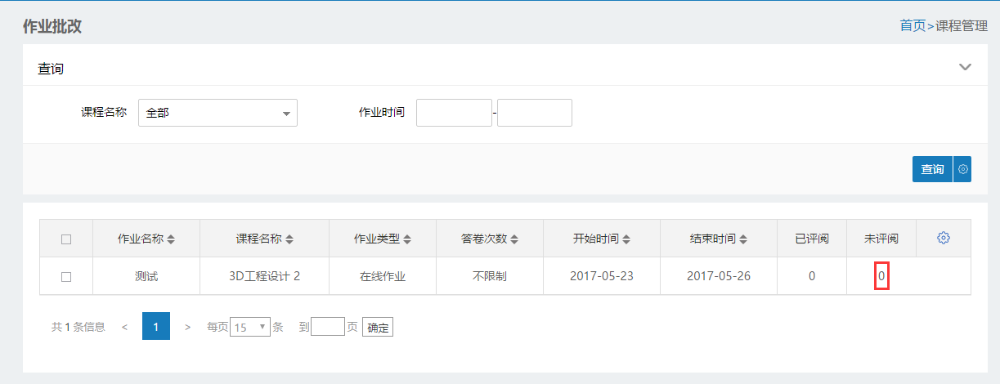 作业批改
首页>课程管理
查询
课程名称 全部 作业时间 -
查询
作业名称 课程名称 作业类型 答卷次数 开始时间 结束时间 已评阅 未评阅
测试 3D工程设计 2 在线作业 不限制 2017-05-23 2017-05-26 0 0
共 1 条信息 < 1 > 每页 15 条 到 页 确定